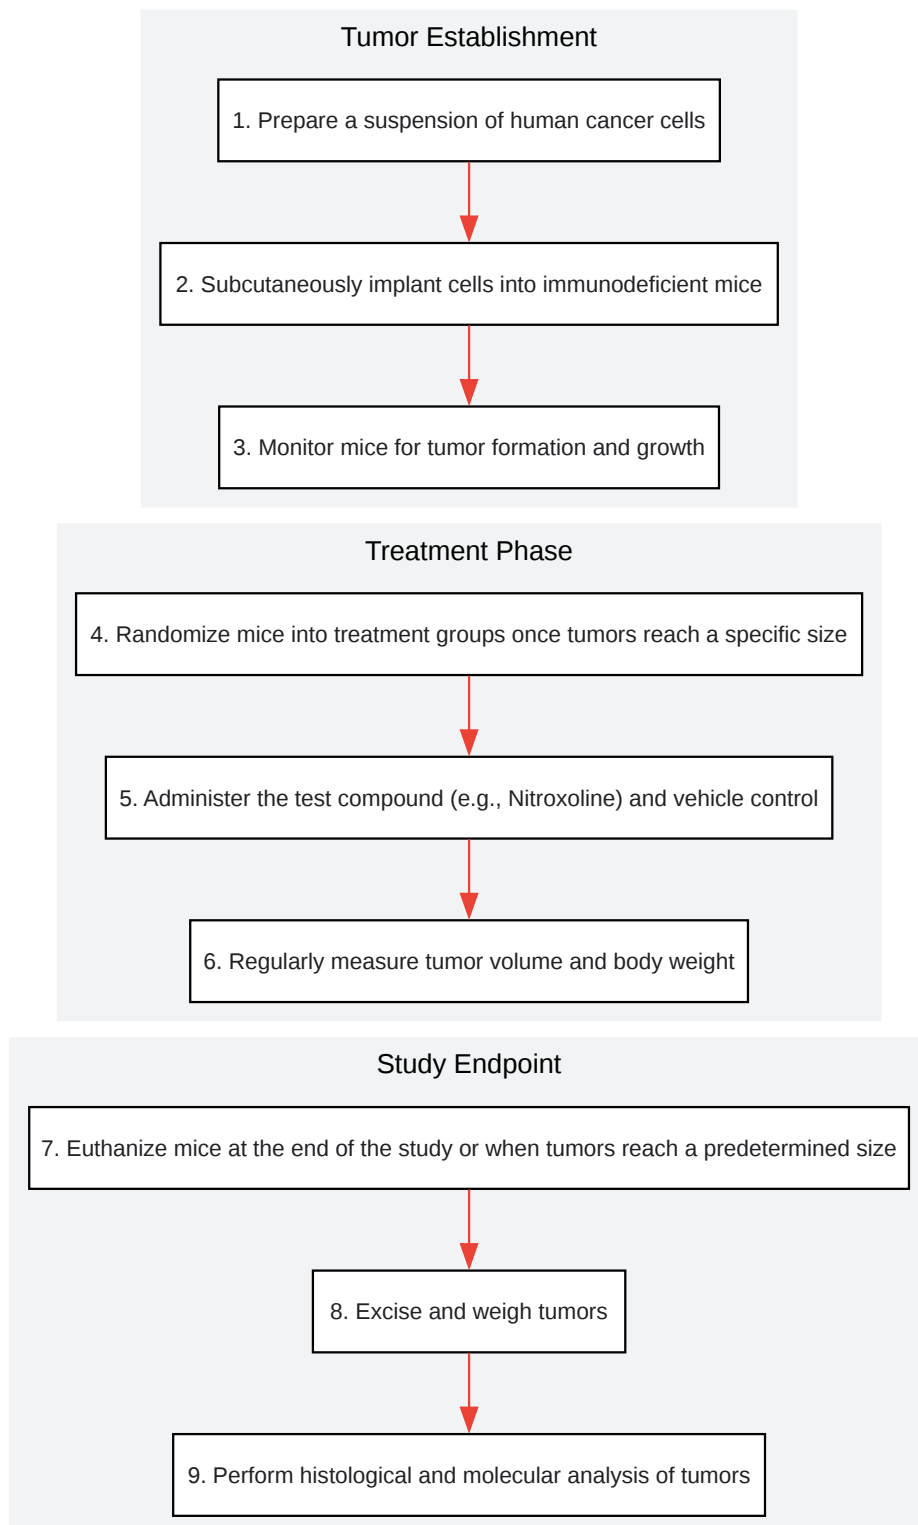 Tumor Establishment
1. Prepare a suspension of human cancer cells
2. Subcutaneously implant cells into immunodeficient mice
3. Monitor mice for tumor formation and growth
Treatment Phase
4. Randomize mice into treatment groups once tumors reach a specific size
5. Administer the test compound (e.g., Nitroxoline) and vehicle control
6. Regularly measure tumor volume and body weight
Study Endpoint
7. Euthanize mice at the end of the study or when tumors reach a predetermined size
8. Excise and weigh tumors
9. Perform histological and molecular analysis of tumors